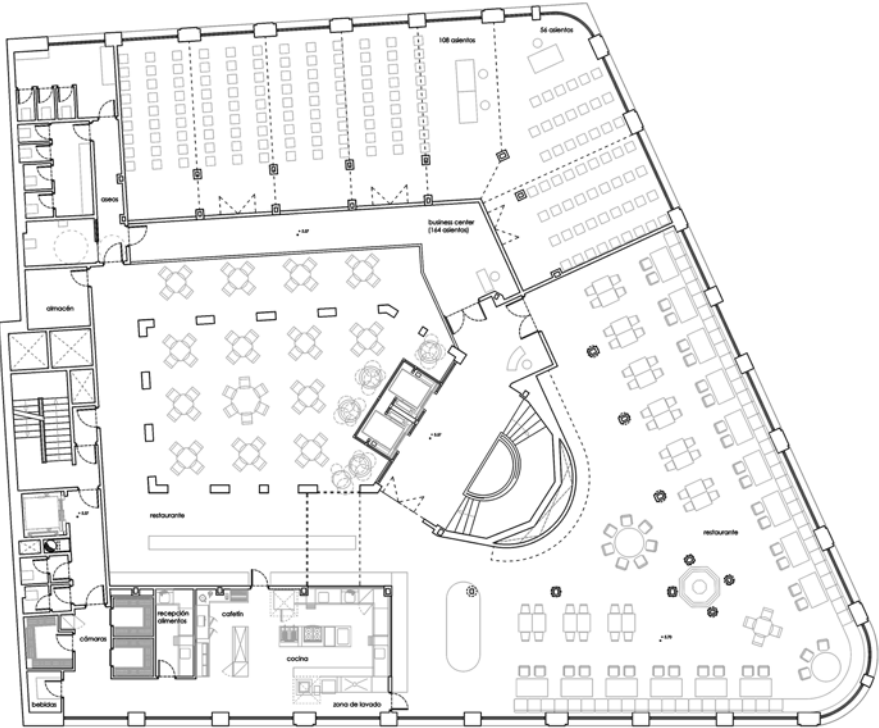 56 asientos
108 asientos
aseos
business center
(164 asientos)
almacén
restaurante
restaurante
recepción
alimentos
cafetín
cámaras
cocina
bebidas
zona de lavado